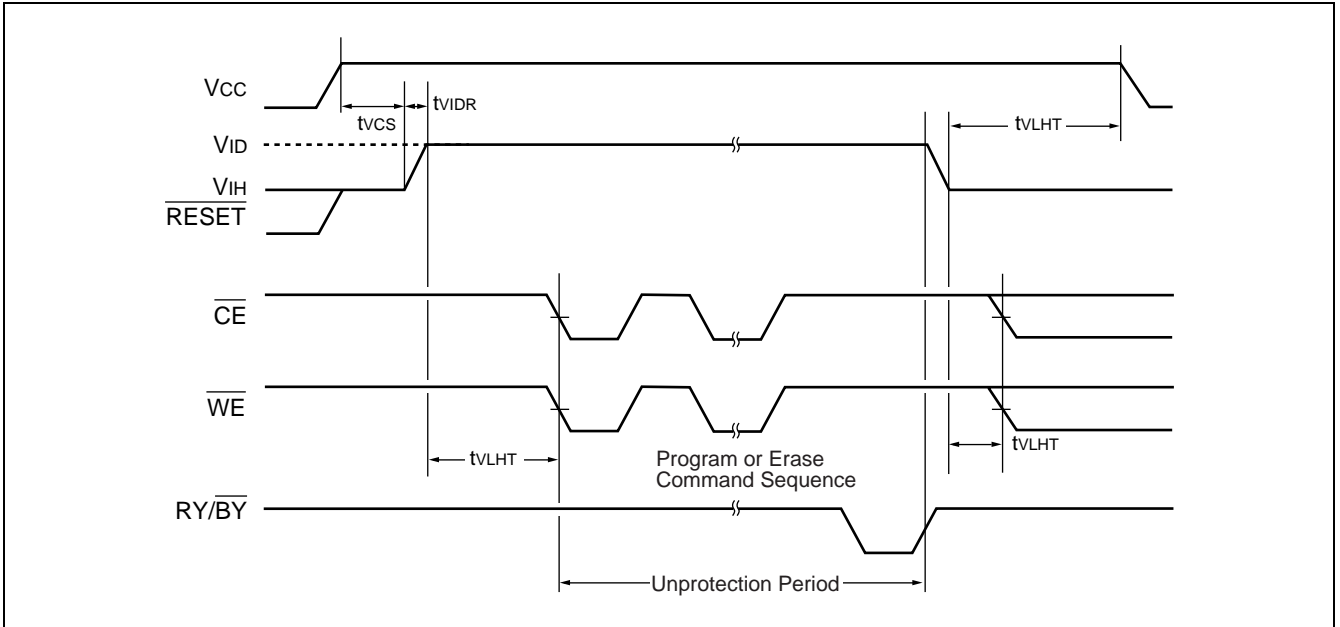 VCC
tVIDR
tVCS
tVLHT
VID
VIH
RESET
CE
WE
tVLHT
Program or Erase
Command Sequence
tVLHT
RY/BY
Unprotection Period